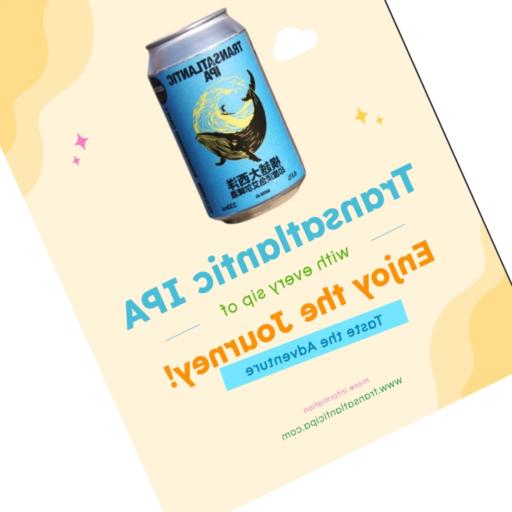 TRANSATLANTIC
IPA
Transatlantic IPA
with every sip of
Enjoy the Journey!
Taste the Adventure
more information
www.transatlanticipa.com